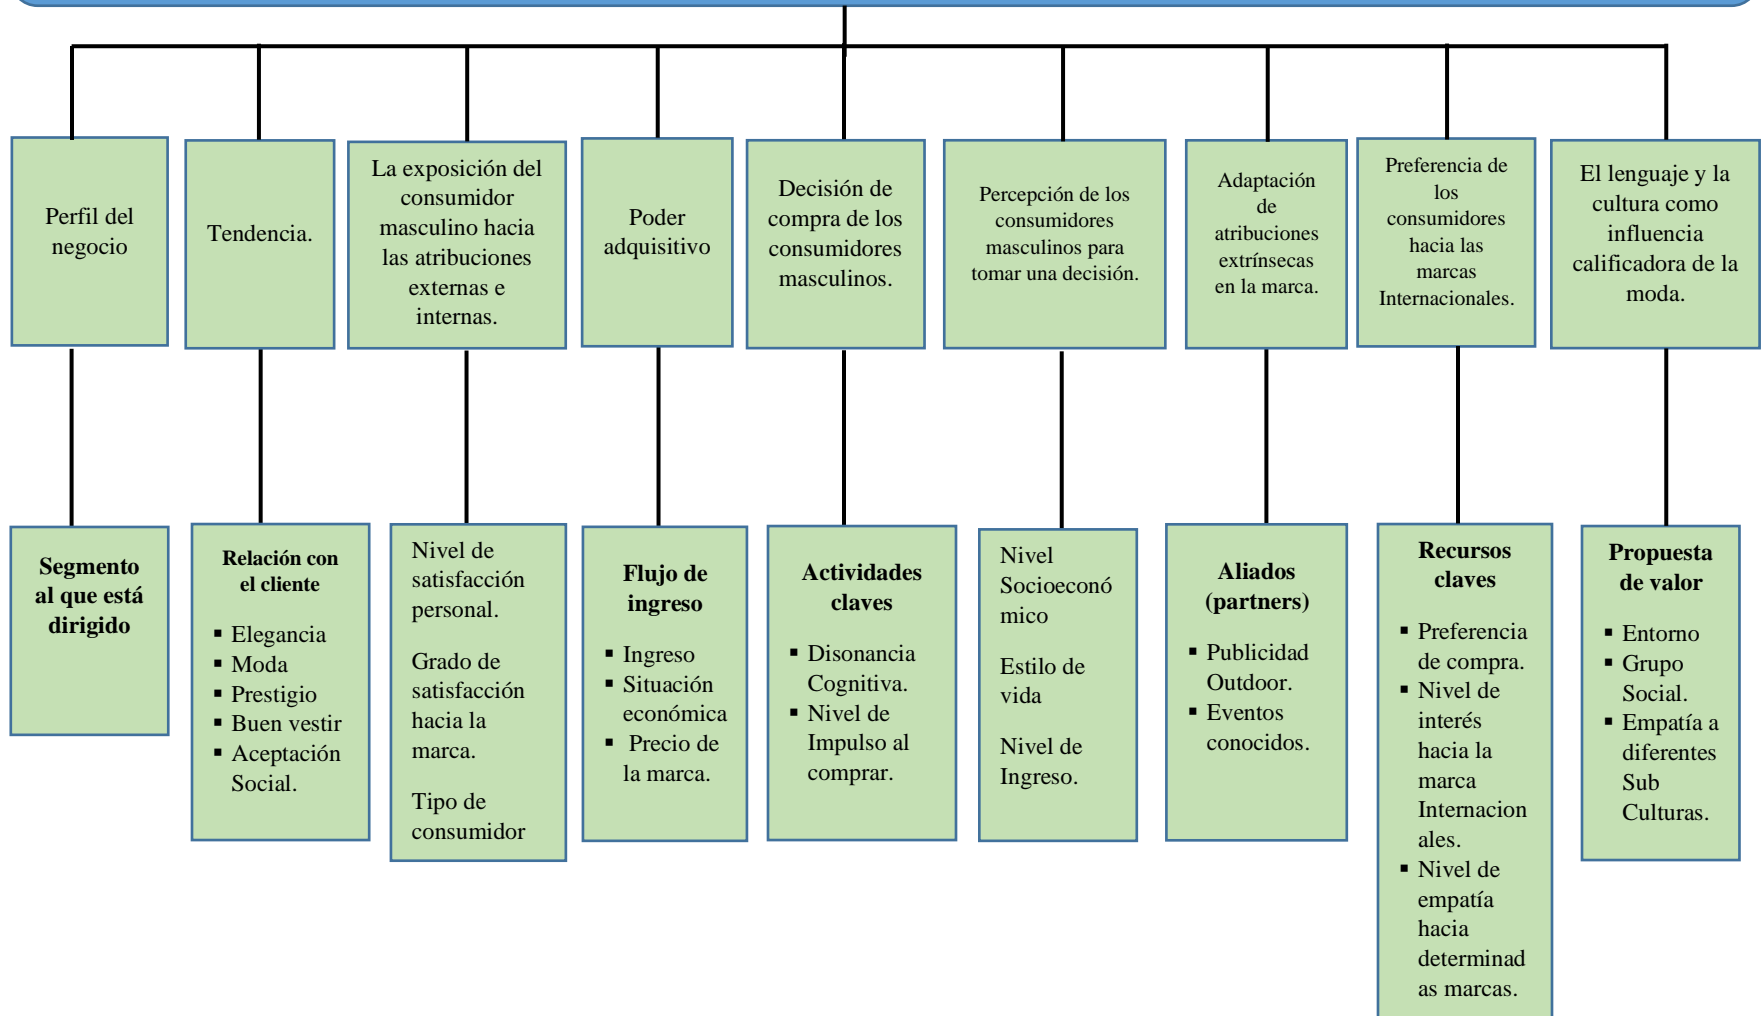 Perfil del
negocio
Tendencia.
La exposición del
consumidor
masculino hacia
las atribuciones
externas e
internas.
Poder
adquisitivo
Decisión de
compra de los
consumidores
masculinos.
Percepción de los
consumidores
masculinos para
tomar una decisión.
Adaptación
de
atribuciones
extrínsecas
en la marca.
Preferencia de
los
consumidores
hacia las
marcas
Internacionales.
El lenguaje y la
cultura como
influencia
calificadora de la
moda.
Segmento
al que está
dirigido
Relación con
el cliente
▪ Elegancia
▪ Moda
▪ Prestigio
▪ Buen vestir
▪ Aceptación
Social.
Nivel de
satisfacción
personal.
Grado de
satisfacción
hacia la
marca.
Tipo de
consumidor
Flujo de
ingreso
▪ Ingreso
▪ Situación
económica
▪ Precio de
la marca.
Actividades
claves
▪ Disonancia
Cognitiva.
▪ Nivel de
Impulso al
comprar.
Nivel
Socioeconó
mico
Estilo de
vida
Nivel de
Ingreso.
Aliados
(partners)
▪ Publicidad
Outdoor.
▪ Eventos
conocidos.
Recursos
claves
▪ Preferencia
de compra.
▪ Nivel de
interés
hacia la
marca
Internacion
ales.
▪ Nivel de
empatía
hacia
determinad
as marcas.
Propuesta
de valor
▪ Entorno
▪ Grupo
Social.
▪ Empatía a
diferentes
Sub
Culturas.